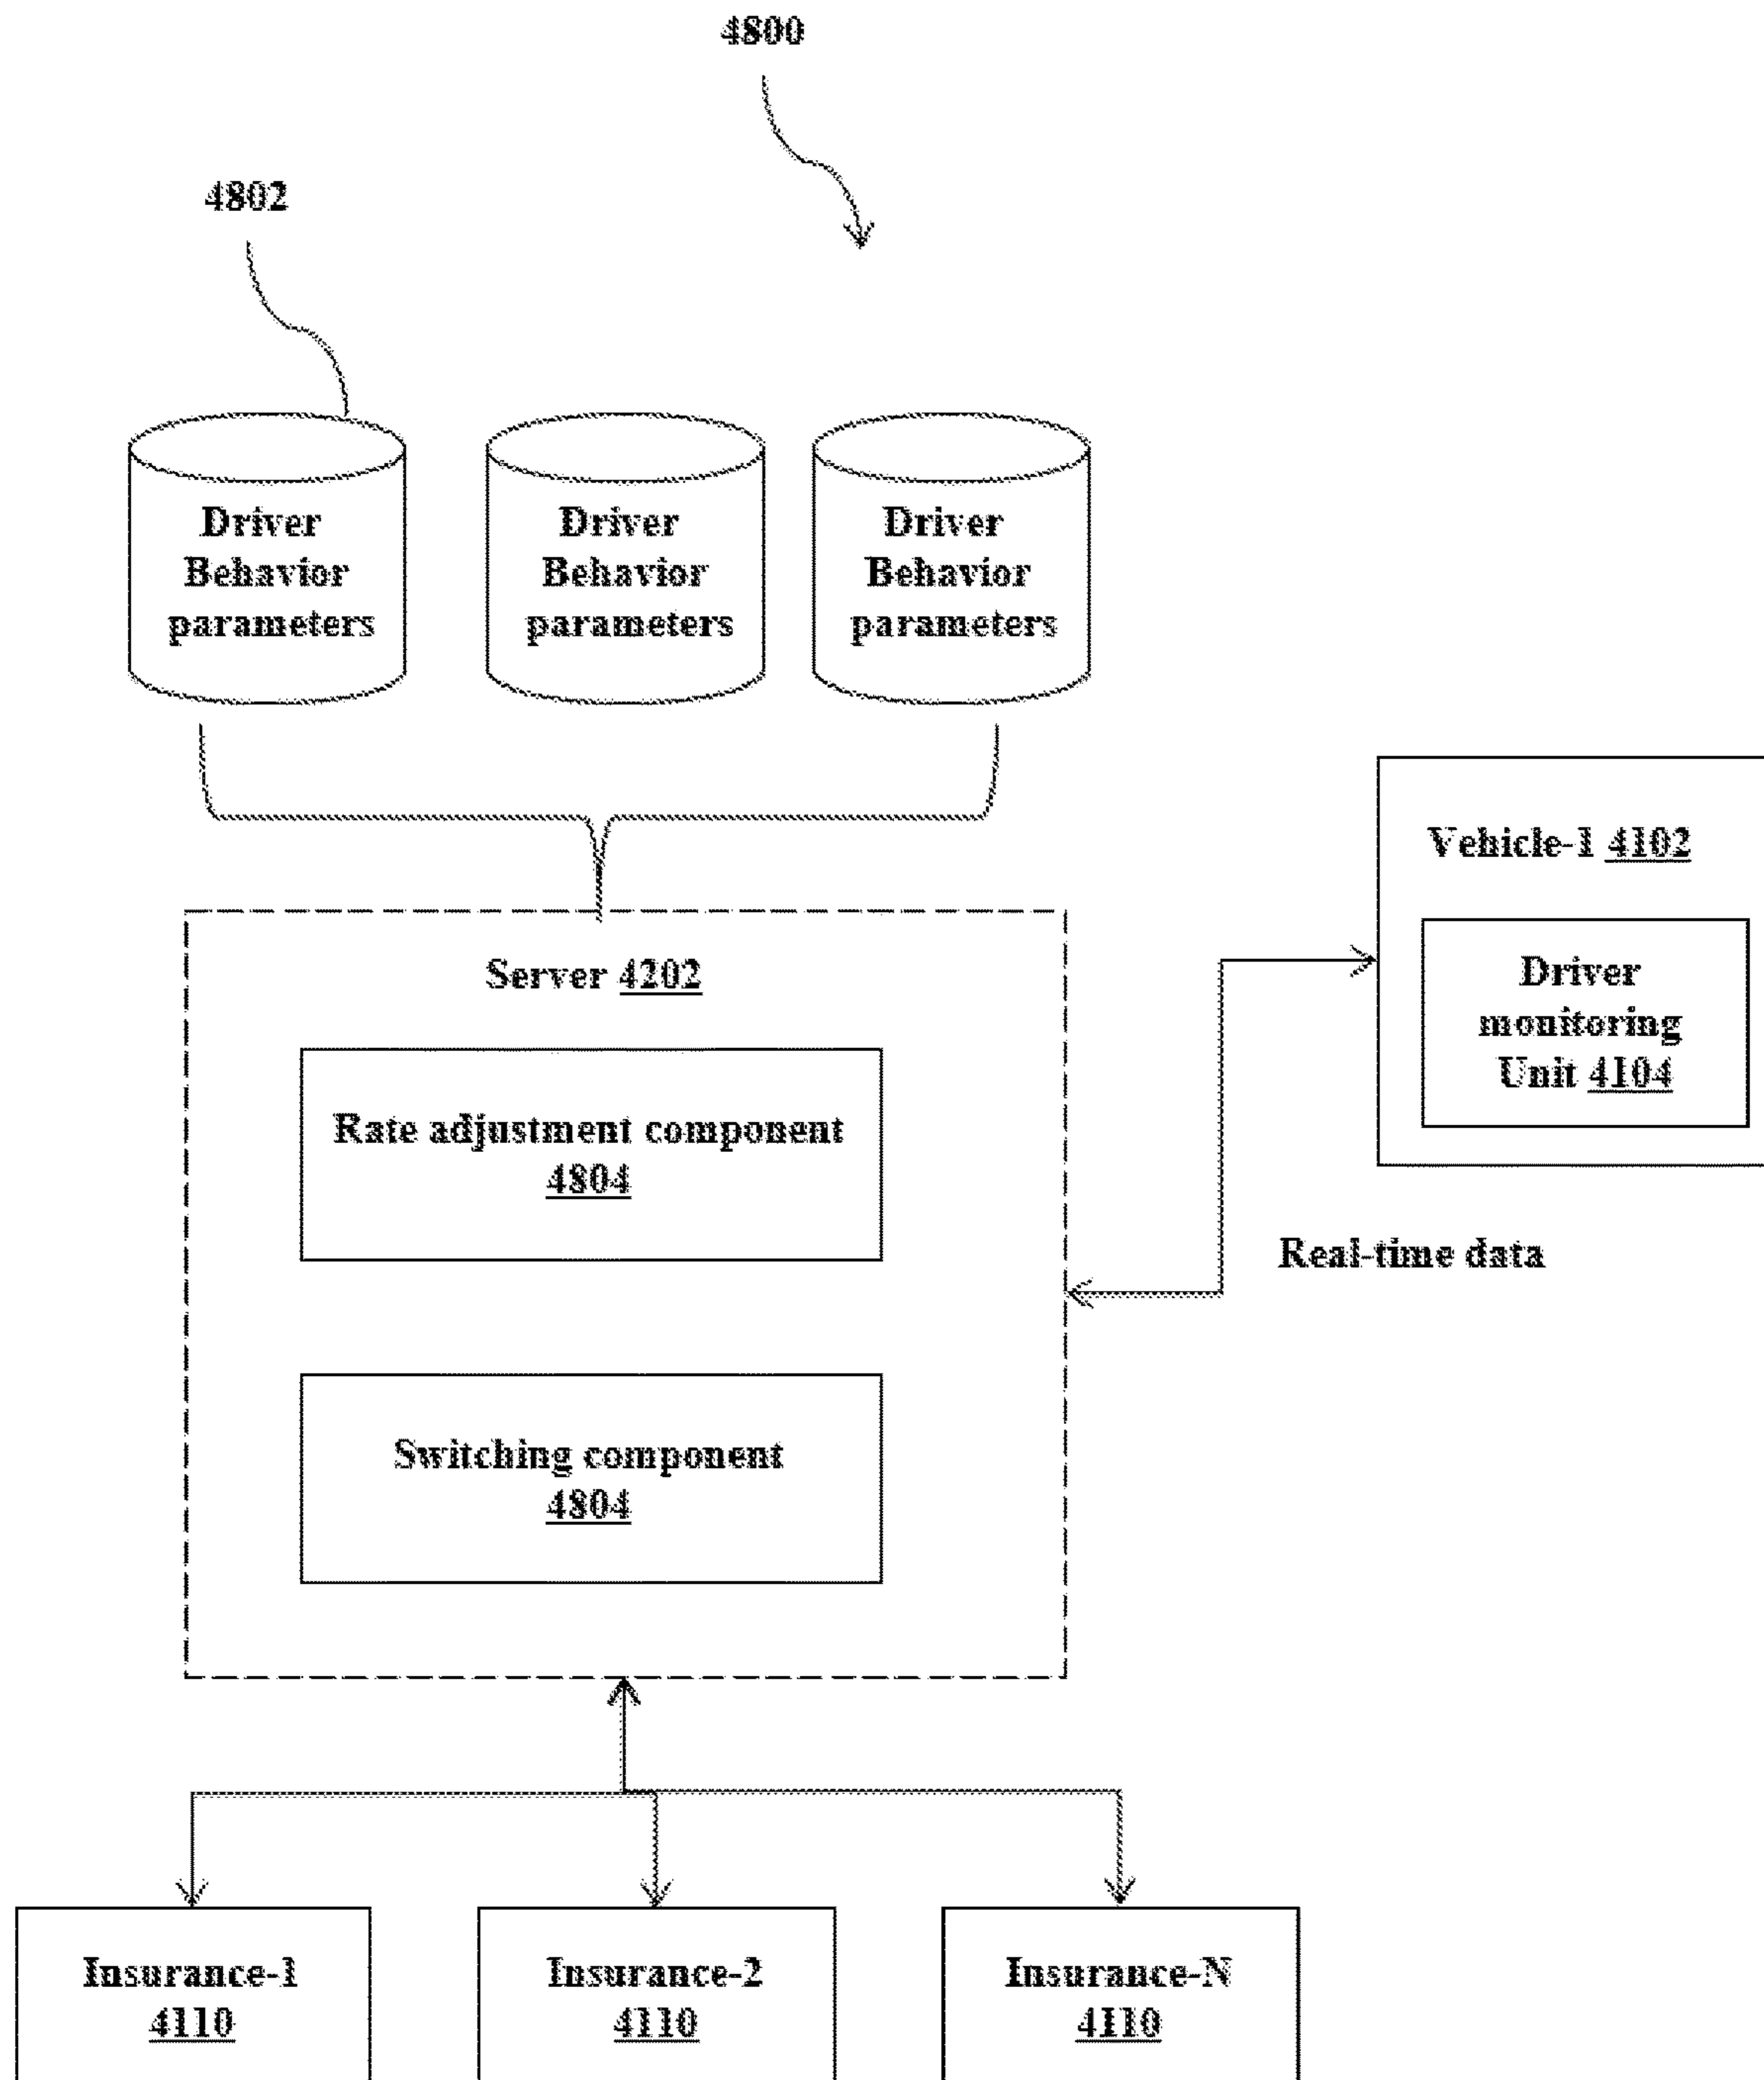 4800
4802
Driver
Behavior
parameters
Driver
Behavior
parameters
Driver
Behavior
parameters
Vehicle-1 4102
Driver
monitoring
Unit 4104
Server 4202
Rate adjustment component
4804
Real-time data
Switching component
4804
Insurance-1
4110
Insurance-2
4110
Insurance-N
4110